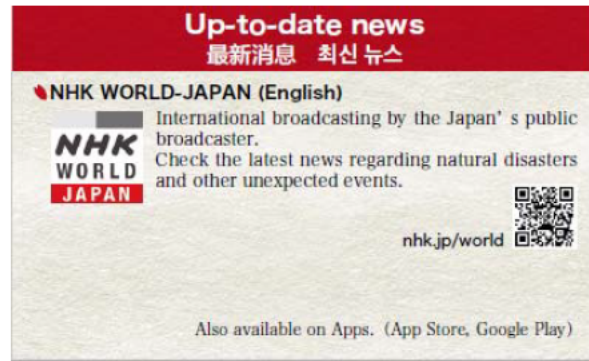 Up-to-date news
最新消息 최신 뉴스
NHK WORLD-JAPAN (English)
NHK
WORLD
JAPAN
International broadcasting by the Japan' s public
broadcaster.
Check the latest news regarding natural disasters
and other unexpected events.
nhk.jp/world
Also available on Apps. (App Store, Google Play)